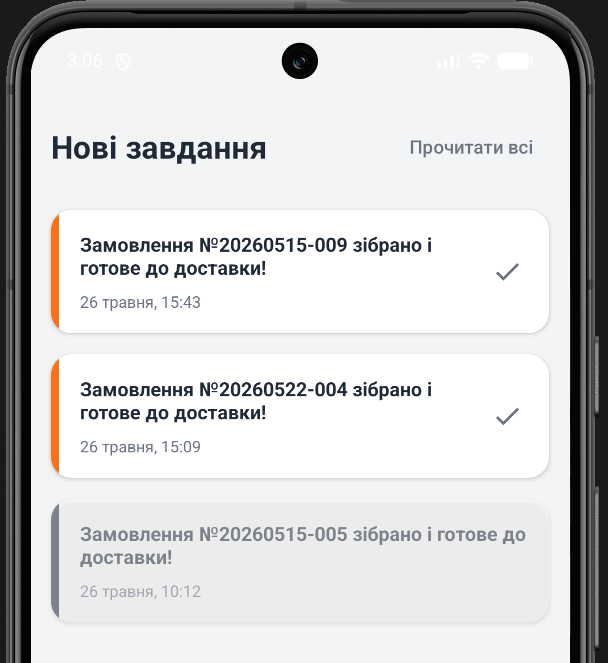 3:06
Нові завдання
Прочитати всі
Замовлення №20260515-009 зібрано і
готове до доставки!
26 травня, 15:43
Замовлення №20260522-004 зібрано і
готове до доставки!
26 травня, 15:09
Замовлення №20260515-005 зібрано і готове до
доставки!
26 травня, 10:12